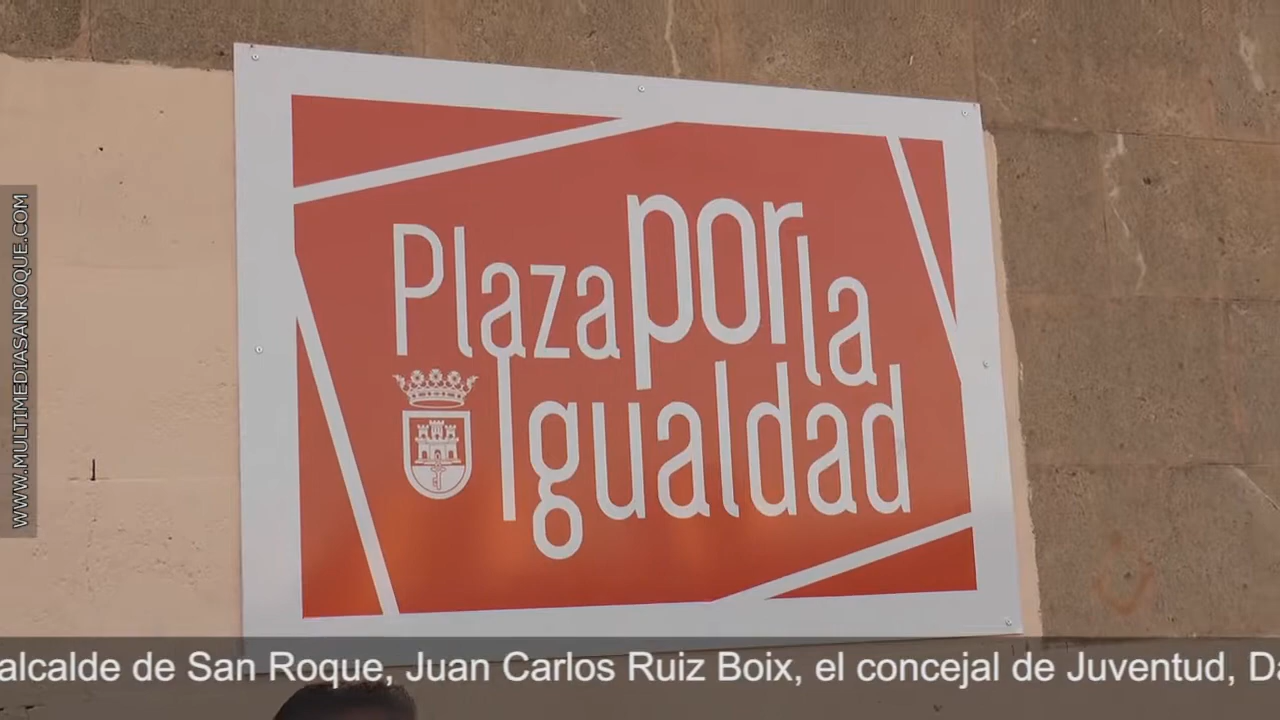 Plaza por la
Igualdad
WWW.MULTIMEDIASANROQUE.COM
alcalde de San Roque, Juan Carlos Ruiz Boix, el concejal de Juventud,